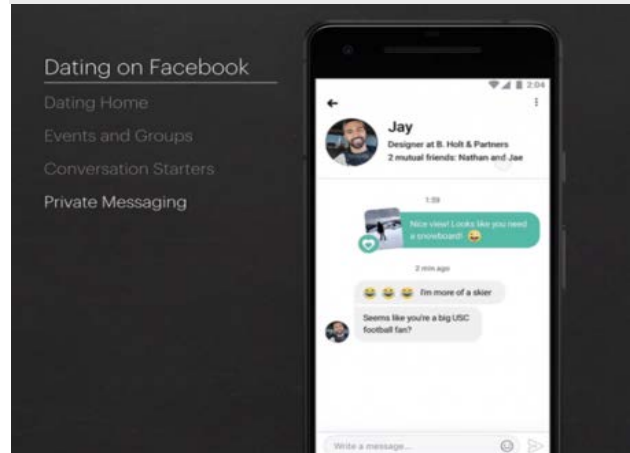 Dating on Facebook
Dating Home
Events and Groups
Conversation Starters
Private Messaging
2:04
Jay
Designer at B. Holt & Partners
2 mutual friends: Nathan and Jae
1:59
Nice view! Looks like you need
a snowboard! 😜
2 min ago
😂 😂 😂 I'm more of a skier
Seems like you're a big USC
football fan?
Write a message...